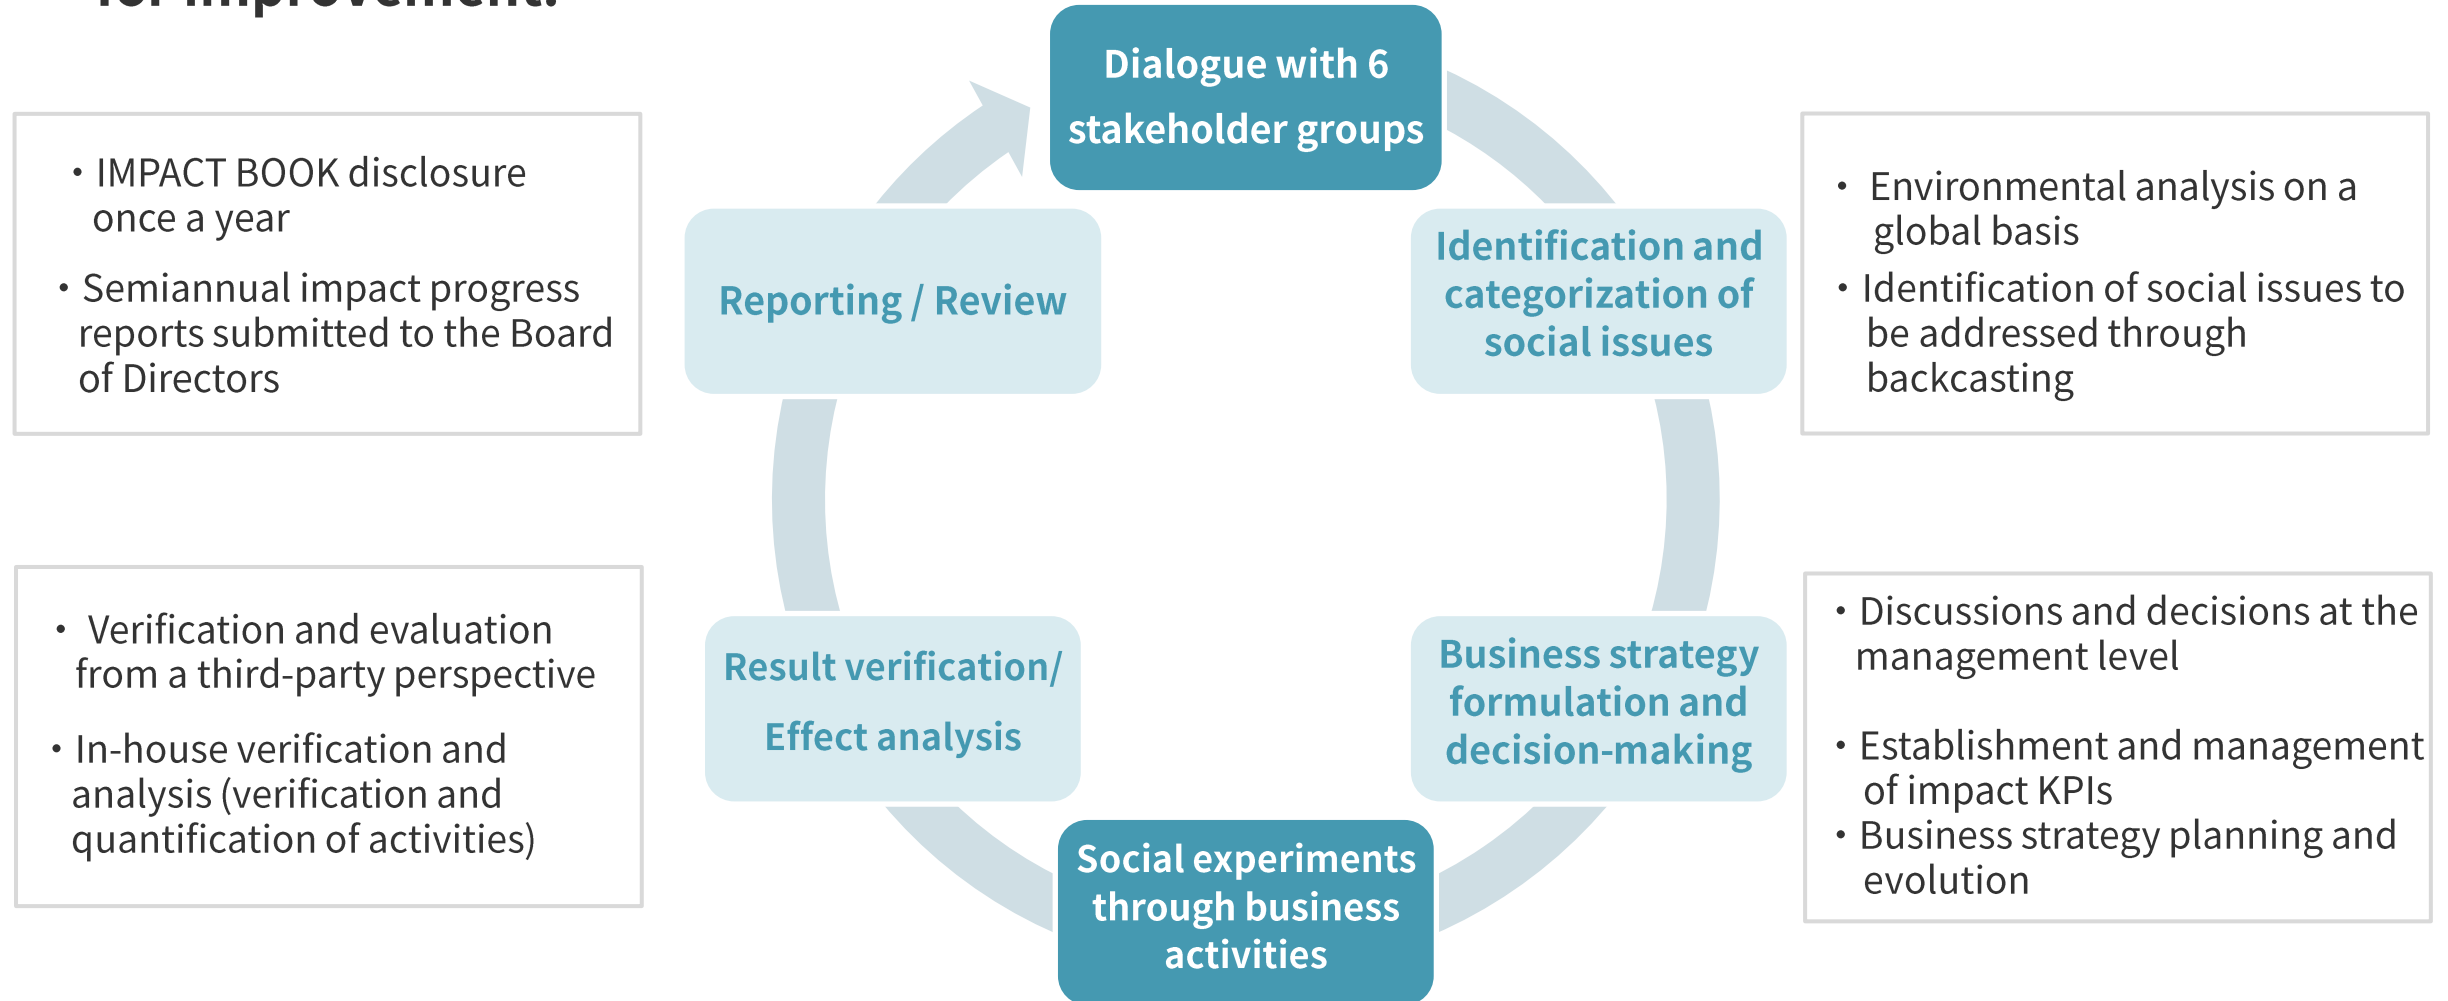 for improvement.
Dialogue with 6
stakeholder groups
・IMPACT BOOK disclosure
once a year
・Semiannual impact progress
reports submitted to the Board
of Directors
Reporting / Review
Identification and
categorization of
social issues
・ Environmental analysis on a
global basis
・Identification of social issues to
be addressed through
backcasting
・ Verification and evaluation
from a third-party perspective
・In-house verification and
analysis (verification and
quantification of activities)
Result verification/
Effect analysis
Business strategy
formulation and
decision-making
・Discussions and decisions at the
management level
・Establishment and management
of impact KPIs
・Business strategy planning and
evolution
Social experiments
through business
activities